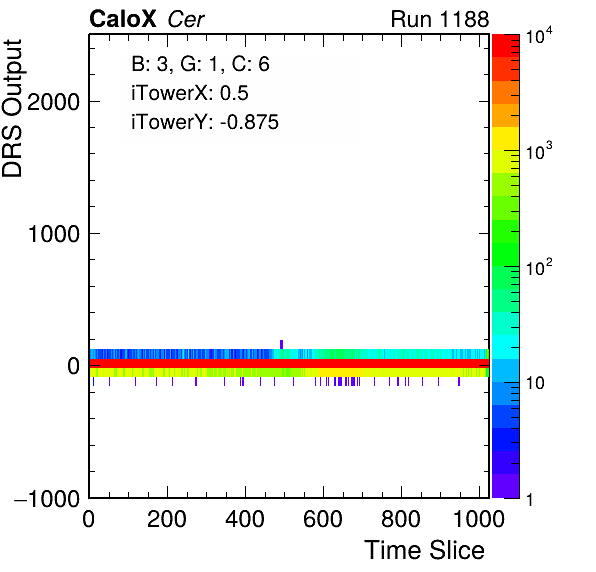 CaloX Cer Run 1188
B: 3, G: 1, C: 6
iTowerX: 0.5
iTowerY: -0.875
DRS Output
2000
1000
0
−1000
0 200 400 600 800 1000
Time Slice
10^4
10^3
10^2
10
1